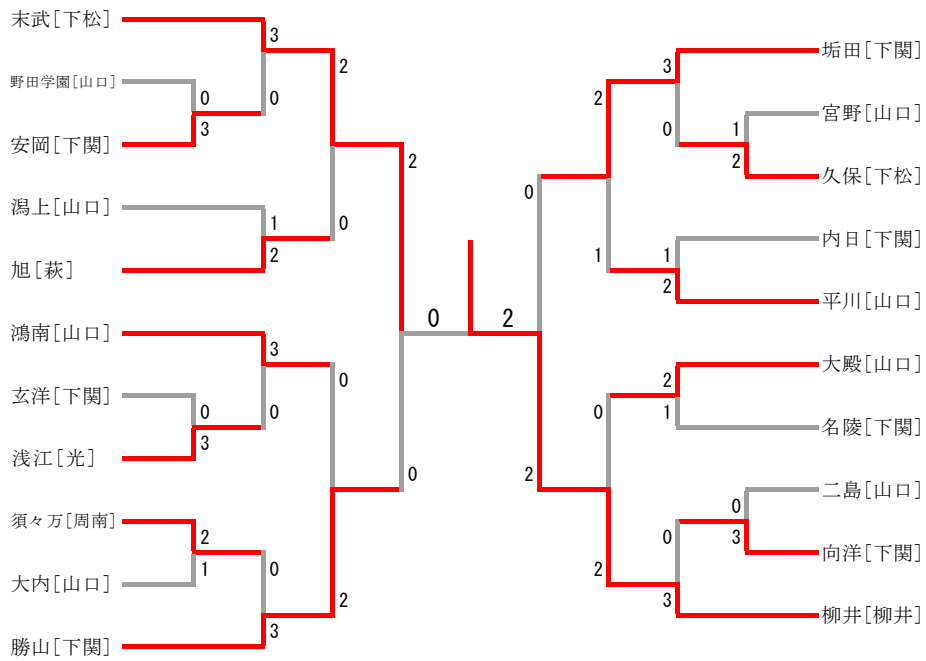 末武[下松]
野田学園[山口]
安岡[下関]
潟上[山口]
旭[萩]
鴻南[山口]
玄洋[下関]
浅江[光]
須々万[周南]
大内[山口]
勝山[下関]
3
0
0
3
2
1
2
0
3
0
0
3
0
2
1
0
3
2
2
0
0
2
垢田[下関]
宮野[山口]
久保[下松]
内日[下関]
平川[山口]
大殿[山口]
名陵[下関]
二島[山口]
向洋[下関]
柳井[柳井]
3
0
1
2
2
1
1
2
0
2
2
1
0
0
0
3
2
3